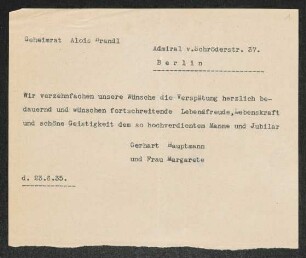 Geheimrat Alois Brandl
Admiral v.Schröderstr. 37.
Berlin
Wir verzehnfachen unsere Wünsche die Verspätung herzlich be-
dauernd und wünschen fortschreitende Lebensfreude, Lebenskraft
und schöne Geistigkeit dem so hochverdienten Manne und Jubilar
Gerhart Hauptmann
und Frau Margarete
d. 23.6.35.